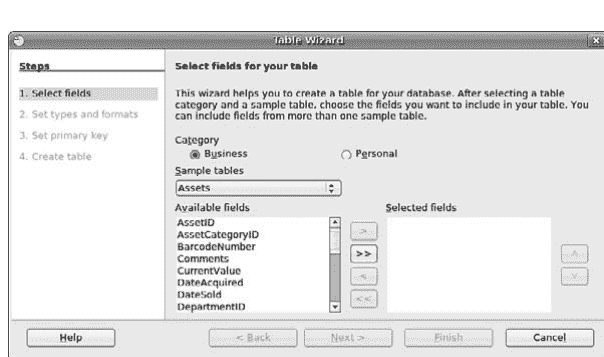 Table Wizard
Steps
1. Select fields
2. Set types and formats
3. Set primary key
4. Create table
Select fields for your table
This wizard helps you to create a table for your database. After selecting a table
category and a sample table, choose the fields you want to include in your table. You
can include fields from more than one sample table.
Category
Business
Personal
Sample tables
Assets
Available fields
AssetID
AssetCategoryID
BarcodeNumber
Comments
CurrentValue
DateAcquired
DateSold
DepartmentID
>
>>
<
<<
Selected fields
Help
< Back
Next >
Finish
Cancel